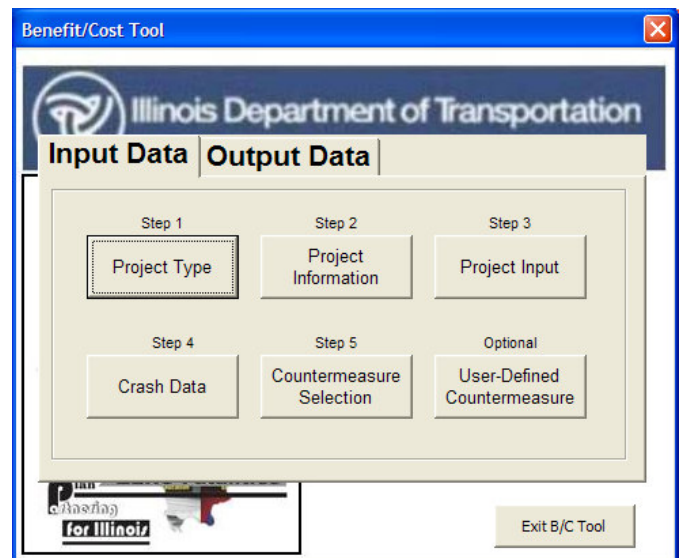 Benefit/Cost Tool
Illinois Department of Transportation
Input Data Output Data
Step 1 Step 2 Step 3
Project Type
Project
Information
Project Input
Step 4 Step 5 Optional
Crash Data
Countermeasure
Selection
User-Defined
Countermeasure
Plan
for Illinois
Exit B/C Tool